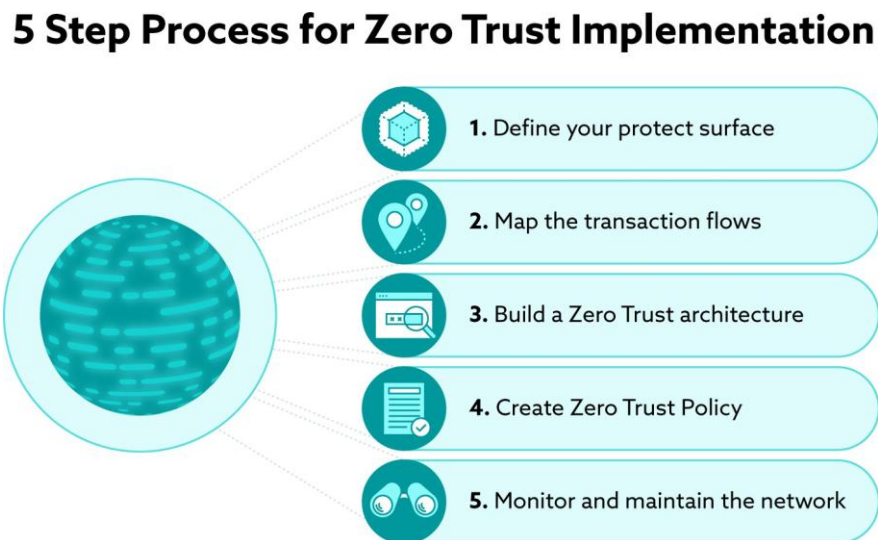 5 Step Process for Zero Trust Implementation
1. Define your protect surface
2. Map the transaction flows
3. Build a Zero Trust architecture
4. Create Zero Trust Policy
5. Monitor and maintain the network